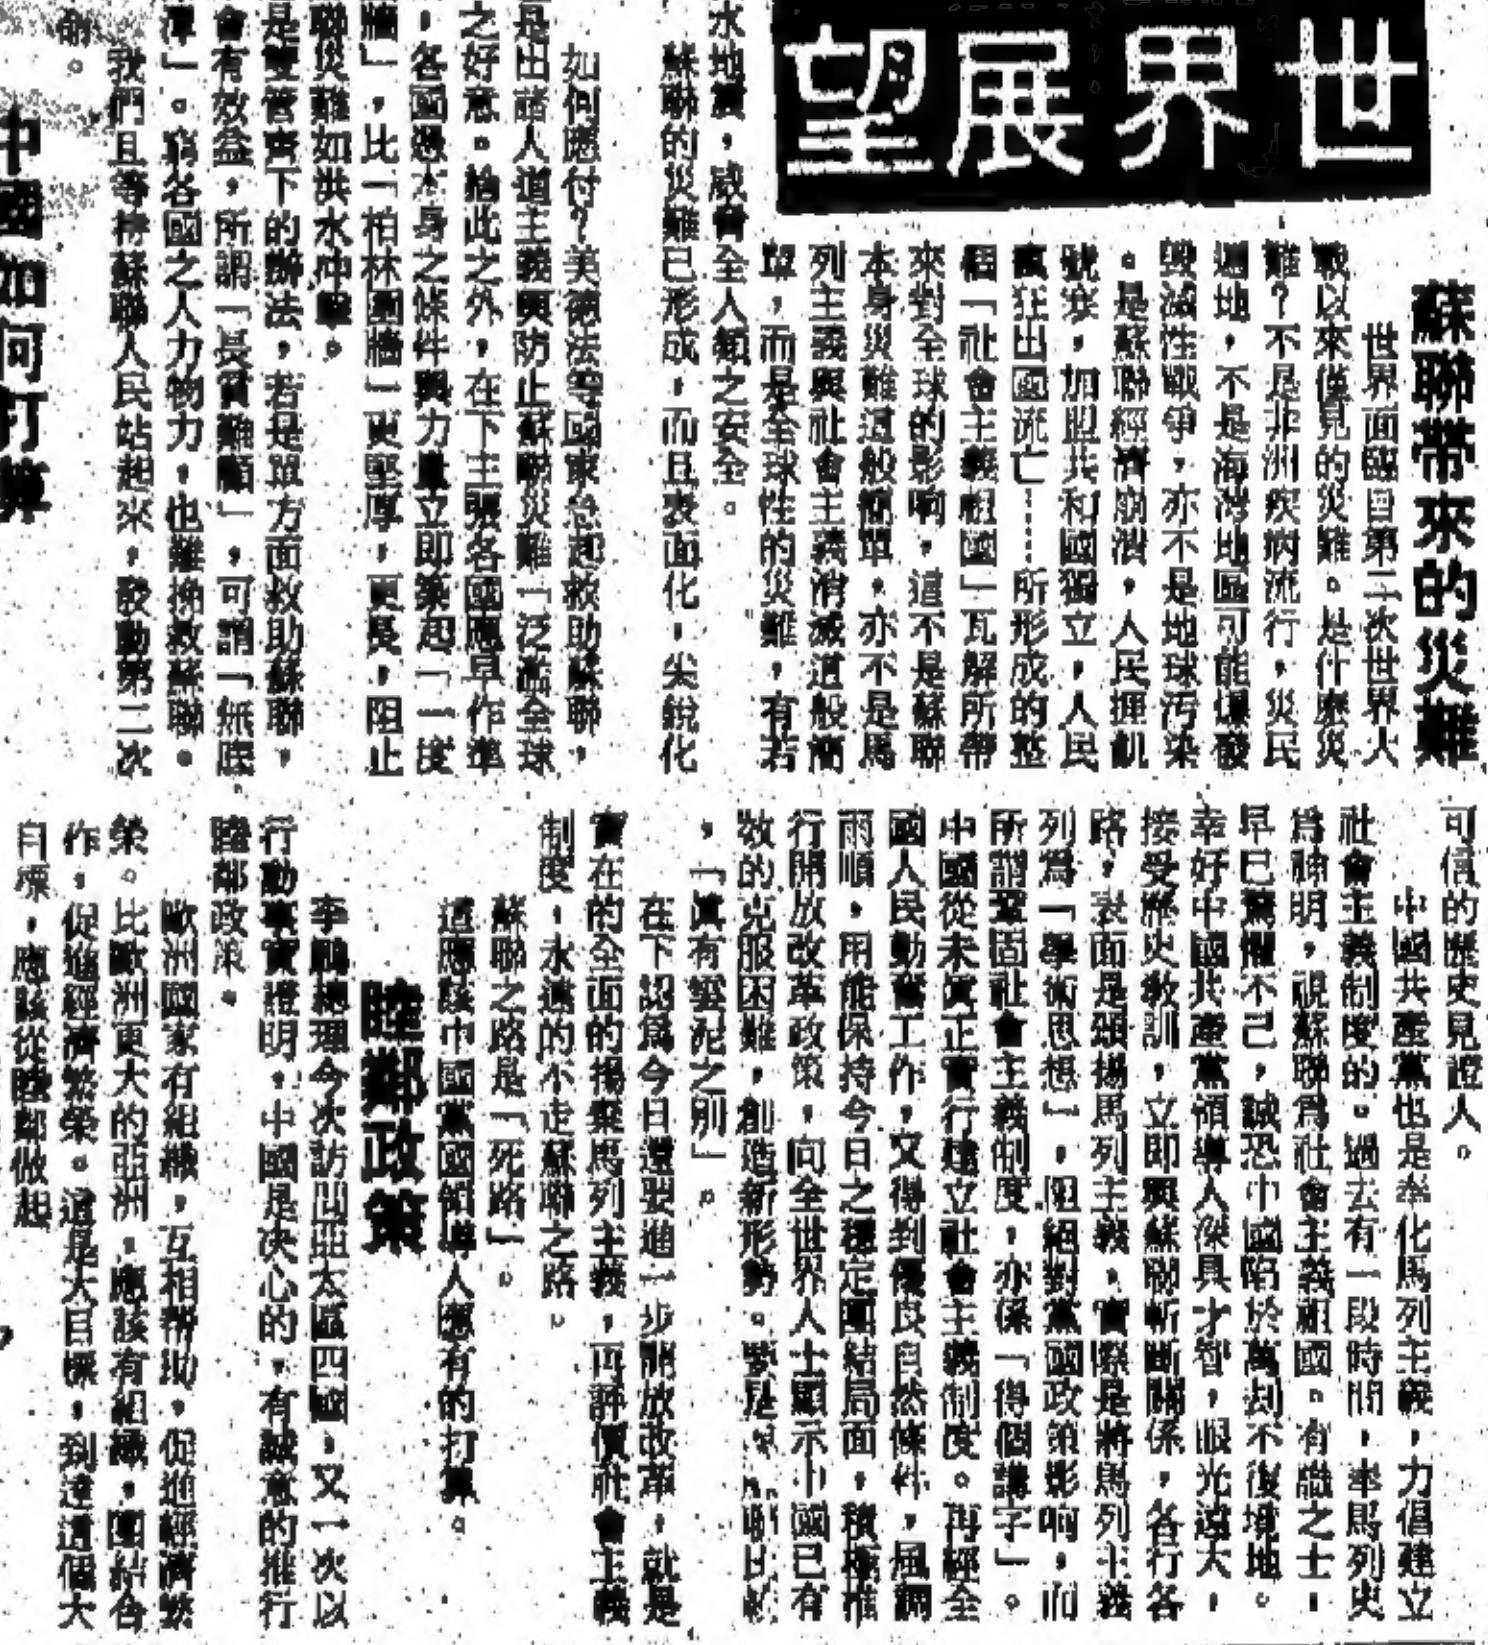 世界展望
蘇聯帶來的災難
世界面臨自第二次世界大
戰以來僅見的災難。是什麼災
難？不是非洲疾病流行，災民
遍地，不是海灣地區可能爆發
毀滅性戰爭，亦不是地球汚染
。是蘇聯經濟崩潰，人民捱飢
號寒，加盟共和國獨立，人民
瘋狂出國流亡……所形成的整
個「社會主義祖國」瓦解所帶
來對全球的影响，這不是蘇聯
本身災難這般簡單，亦不是馬
列主義與社會主義消滅這般簡
單，而是全球性的災難，有若
水地震，威脅全人類之安全。
蘇聯的災難已形成，而且表面化，尖銳化
如何應付？美德法等國家急起救助蘇聯，
是出諸人道主義與防止蘇聯災難「泛濫全球
之好意。捨此之外，在下主張各國應早作準
，各國憑本身之條件與力量立即築起「一度
牆」，比「柏林圍牆」更堅厚，更長，阻止
聯災難如洪水冲擊。
是雙管齊下的辦法，若是單方面救助蘇聯，
會有效益，所謂「長貧難顧」，可謂「無底
潭」。窮各國之人力物力，也難挽救蘇聯。
我們且等待蘇聯人民站起來，發動第二次
命。
中國如何打算
可信的歷史見證人。
中國共產黨也是奉化馬列主義，力倡建立
社會主義制度的。過去有一段時間，奉馬列史
爲神明，視蘇聯爲社會主義祖國。有識之士，
早已驚懼不已，誠恐中國陷於萬刦不復境地。
幸好中國共產黨領導人深具才智，眼光遠大，
接受歷史敎訓，立即與蘇聯斬斷關係，各行各
路，表面是頌揚馬列主義，實際是將馬列主義
列爲「學術思想」，阻絕對黨國政策影响，而
所謂鞏固社會主義制度，亦係「得個講字」。
中國從未眞正實行建立社會主義制度。再經全
國人民動奮工作，又得到優良自然條件，風調
雨順，用能保持今日之穩定團結局面，積極推
行開放改革政策，向全世界人士顯示中國已有
效的克服困難，創造新形勢。要是與蘇聯比較
，「眞有雲泥之別」。
在下認爲今日還要進一步開放改革，就是
實在的全面的揚棄馬列主義，再評價社會主義
制度，永遠的不走蘇聯之路。
蘇聯之路是「死路」。
這應該中國黨國領導人應有的打算。
睦鄰政策
李鵬總理今次訪問亞太區四國，又一次以
行動事實證明，中國是決心的，有誠意的推行
睦鄰政策。
歐洲國家有組織，互相幇助，促進經濟繁
榮。比歐洲更大的亞洲，應該有組織，團結合
作，促進經濟繁榮。這是大目標，到達這個大
目標，應該從睦鄰做起